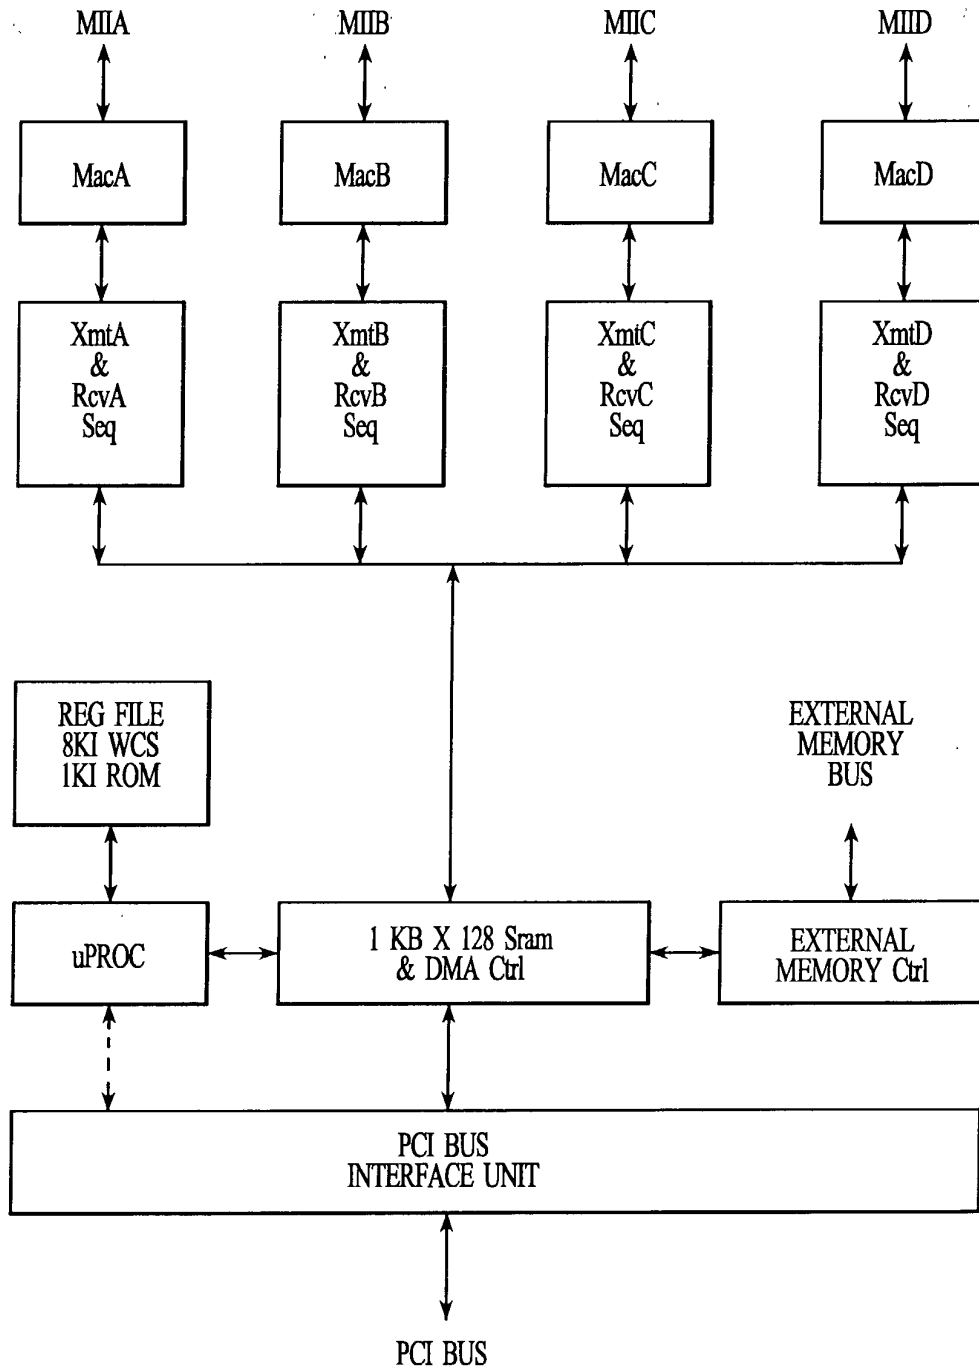 MIIA MIIB MIIC MIID
MacA MacB MacC MacD
XmtA
&
RcvA
Seq
XmtB
&
RcvB
Seq
XmtC
&
RcvC
Seq
XmtD
&
RcvD
Seq
REG FILE
8KI WCS
1KI ROM
EXTERNAL
MEMORY
BUS
uPROC
1 KB X 128 Sram
& DMA Ctrl
EXTERNAL
MEMORY Ctrl
PCI BUS
INTERFACE UNIT
PCI BUS